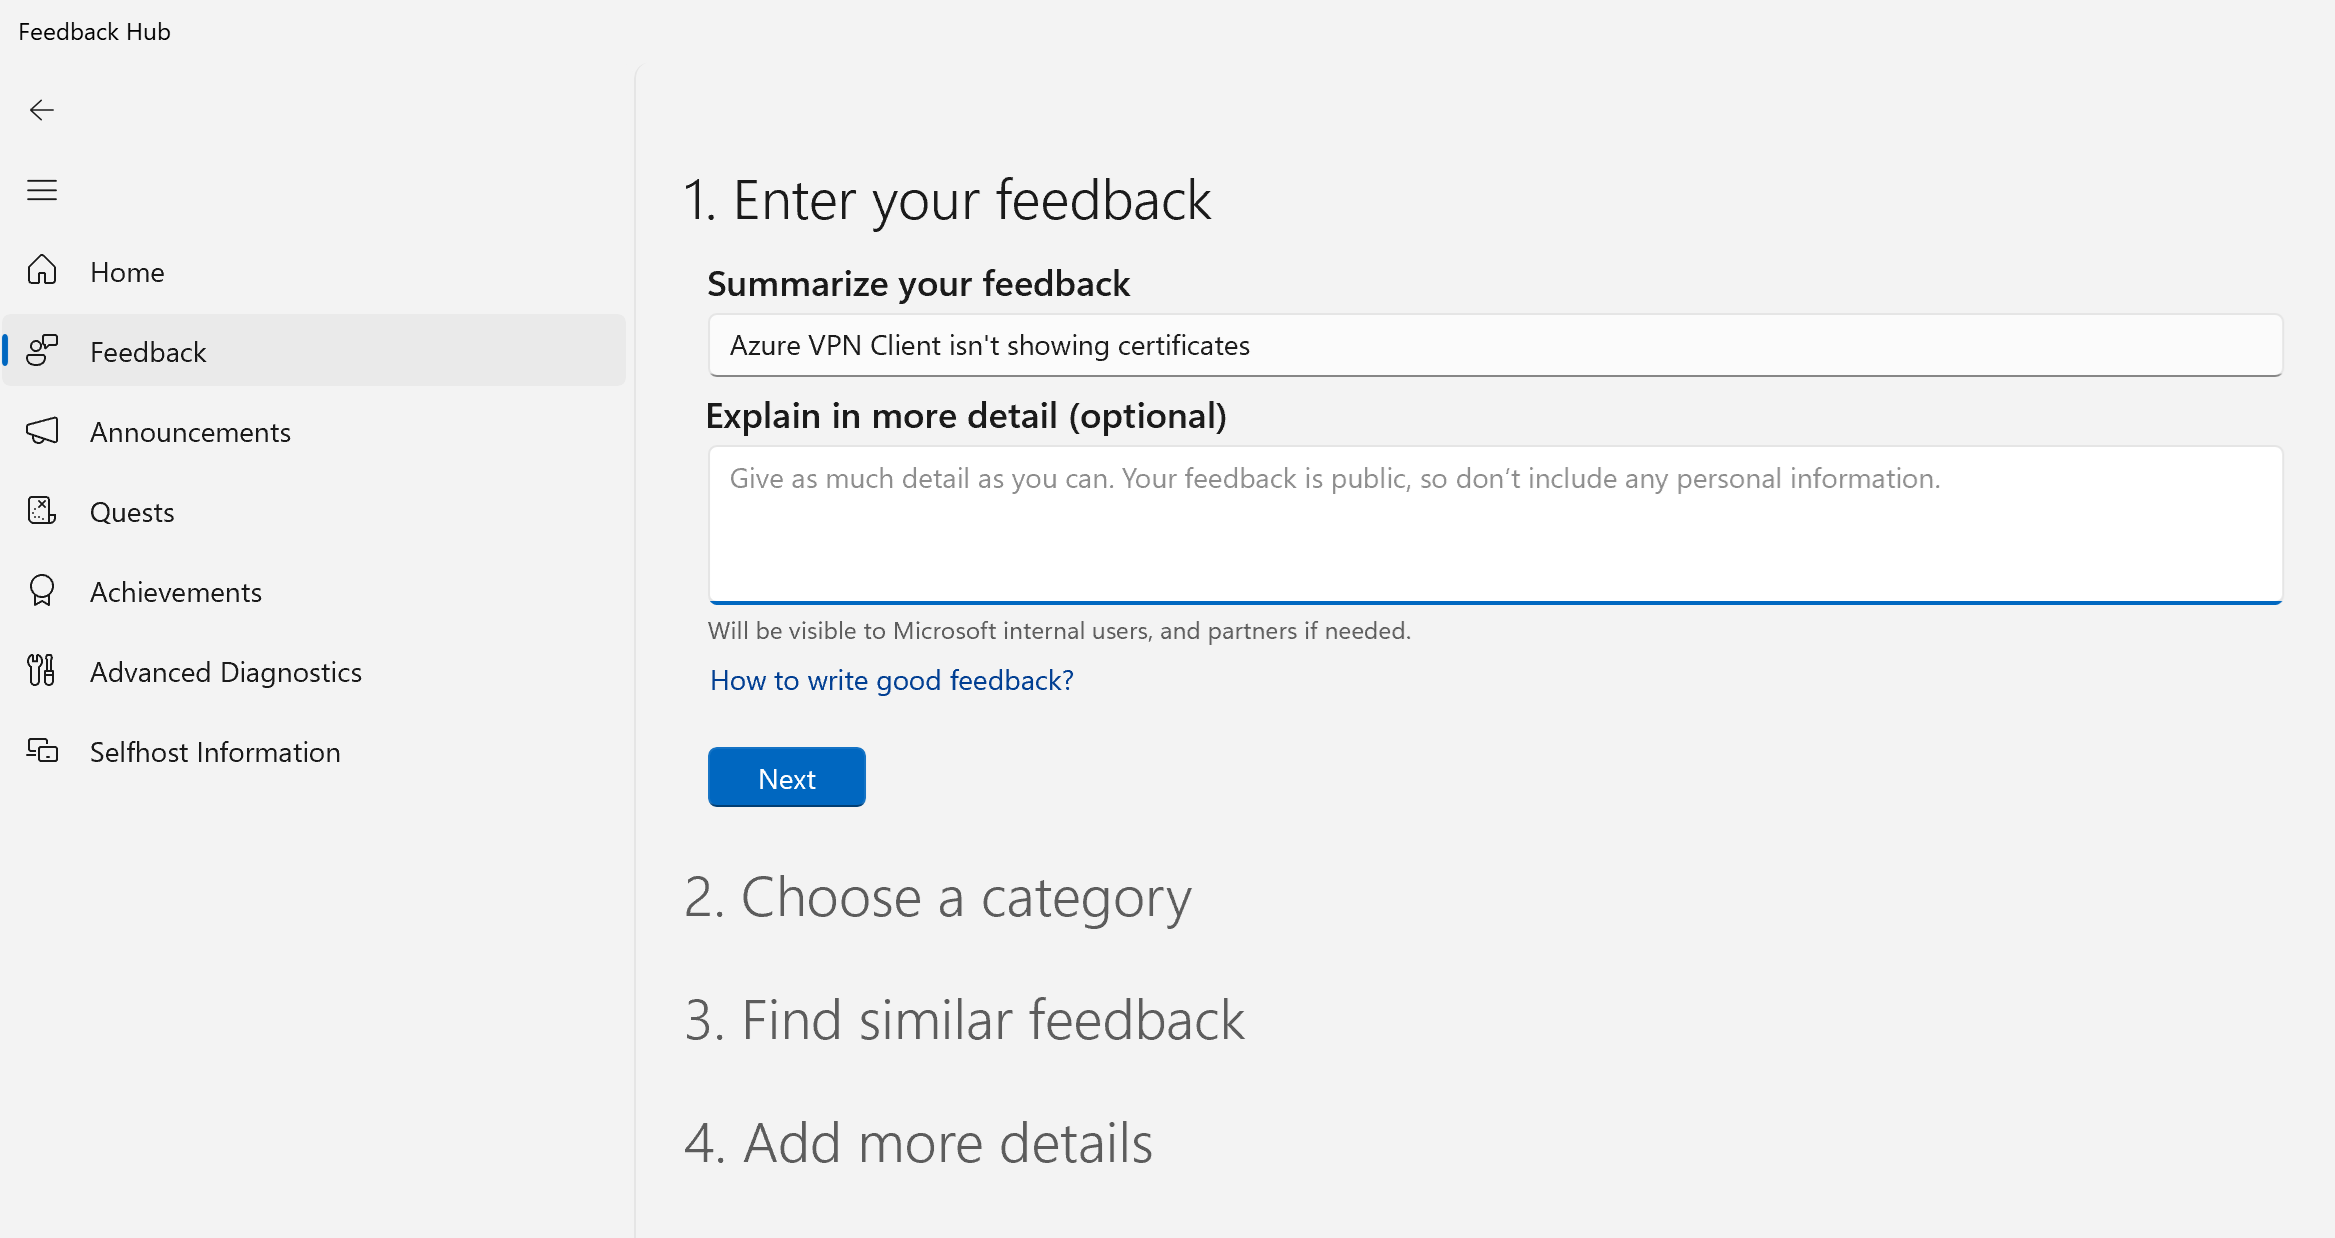 Feedback Hub
Home
Feedback
Announcements
Quests
Achievements
Advanced Diagnostics
Selfhost Information
1. Enter your feedback
Summarize your feedback
Azure VPN Client isn't showing certificates
Explain in more detail (optional)
Give as much detail as you can. Your feedback is public, so don’t include any personal information.
Will be visible to Microsoft internal users, and partners if needed.
How to write good feedback?
Next
2. Choose a category
3. Find similar feedback
4. Add more details